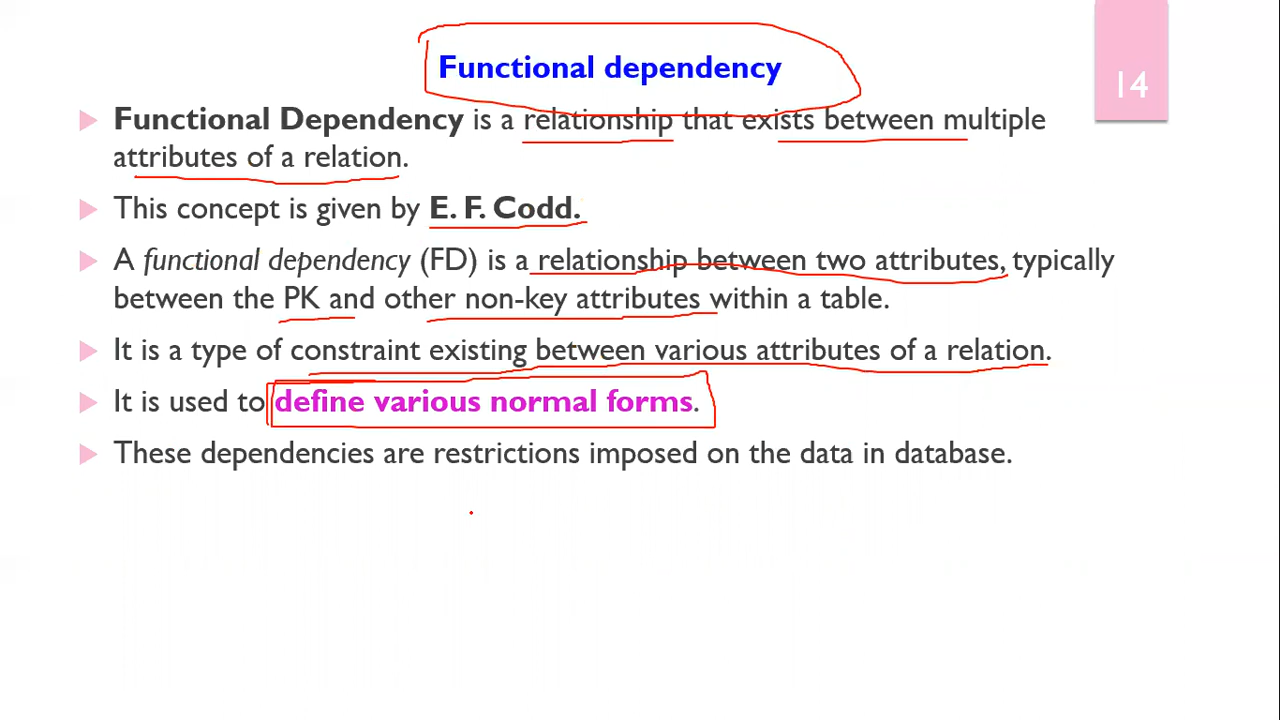 Functional dependency
14
Functional Dependency is a relationship that exists between multiple
attributes of a relation.
This concept is given by E. F. Codd.
A functional dependency (FD) is a relationship between two attributes, typically
between the PK and other non-key attributes within a table.
It is a type of constraint existing between various attributes of a relation.
It is used to define various normal forms.
These dependencies are restrictions imposed on the data in database.